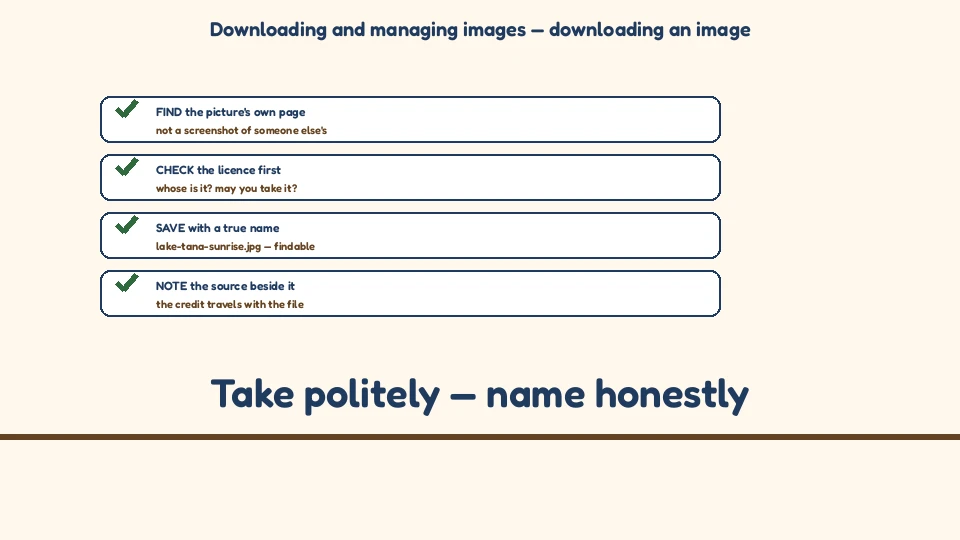 Downloading and managing images — downloading an image
FIND the picture's own page
not a screenshot of someone else's
CHECK the licence first
whose is it? may you take it?
SAVE with a true name
lake-tana-sunrise.jpg — findable
NOTE the source beside it
the credit travels with the file
Take politely — name honestly